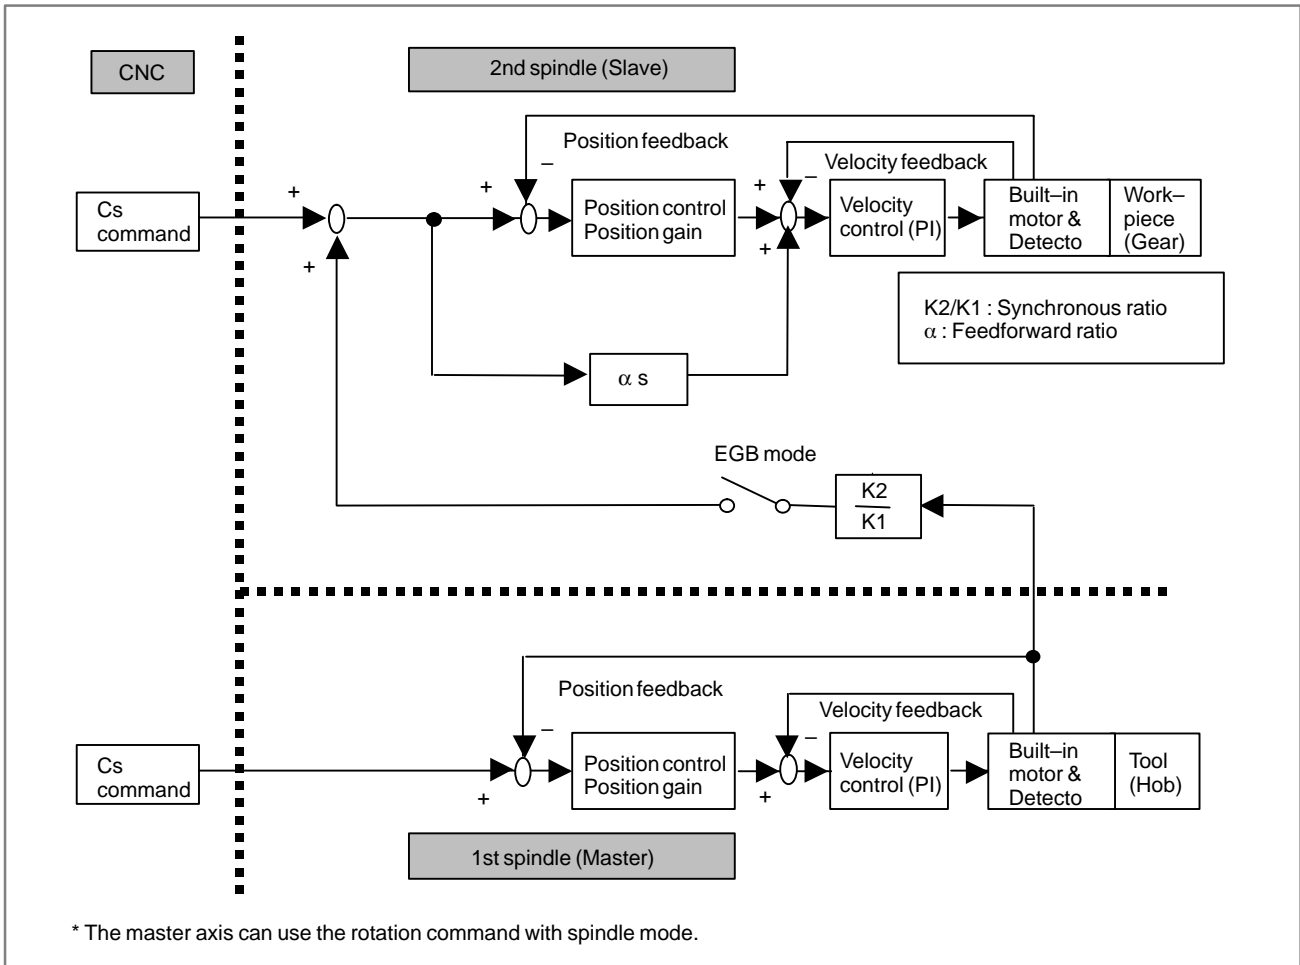 CNC
2nd spindle (Slave)
Position feedback
–
Velocity feedback
–
+
+
+
Cs
command
Position control
Position gain
Velocity
control (PI)
Built–in
motor &
Detecto
Work–
piece
(Gear)
+
+
K2/K1 : Synchronous ratio
α : Feedforward ratio
α s
EGB mode
K2
K1
Position feedback
Velocity feedback
–
–
Cs
command
Position control
Position gain
Velocity
control (PI)
Built–in
motor &
Detecto
Tool
(Hob)
+
+
1st spindle (Master)
* The master axis can use the rotation command with spindle mode.